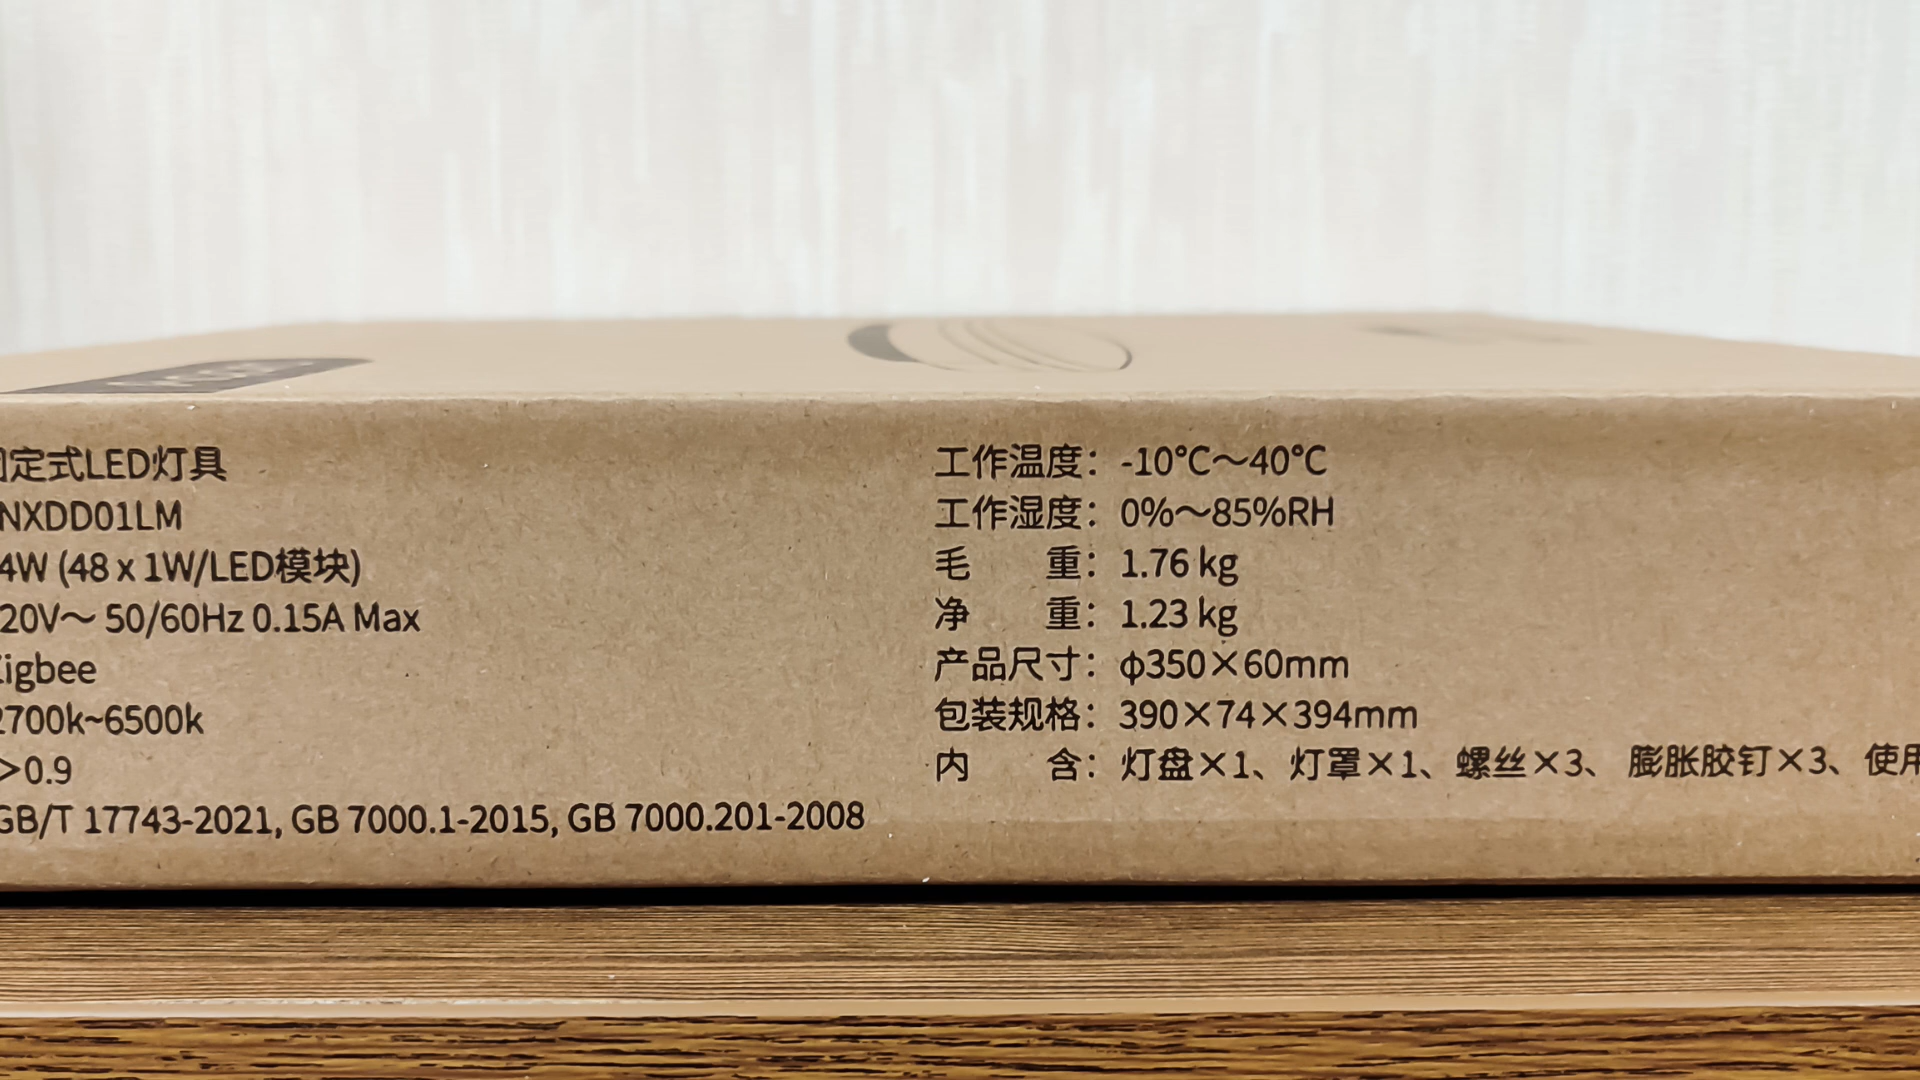 固定式LED灯具
NXDD01LM
4W (48 x 1W/LED模块)
20V～ 50/60Hz 0.15A Max
Zigbee
2700k~6500k
＞0.9
GB/T 17743-2021, GB 7000.1-2015, GB 7000.201-2008
工作温度：-10℃～40℃
工作湿度：0%～85%RH
毛 重：1.76 kg
净 重：1.23 kg
产品尺寸：ф350×60mm
包装规格：390×74×394mm
内 含：灯盘×1、灯罩×1、螺丝×3、膨胀胶钉×3、使用